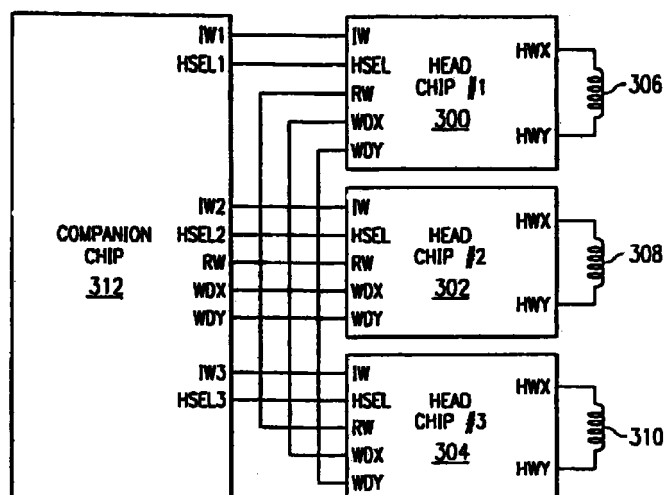 COMPANION
CHIP
312
IW1
HSEL1
IW2
HSEL2
RW
WDX
WDY
IW3
HSEL3
IW
HSEL
RW
WDX
WDY
HEAD
CHIP #1
300
HWX
HWY
306
IW
HSEL
RW
WDX
WDY
HEAD
CHIP #2
302
HWX
HWY
308
IW
HSEL
RW
WDX
WDY
HEAD
CHIP #3
304
HWX
HWY
310